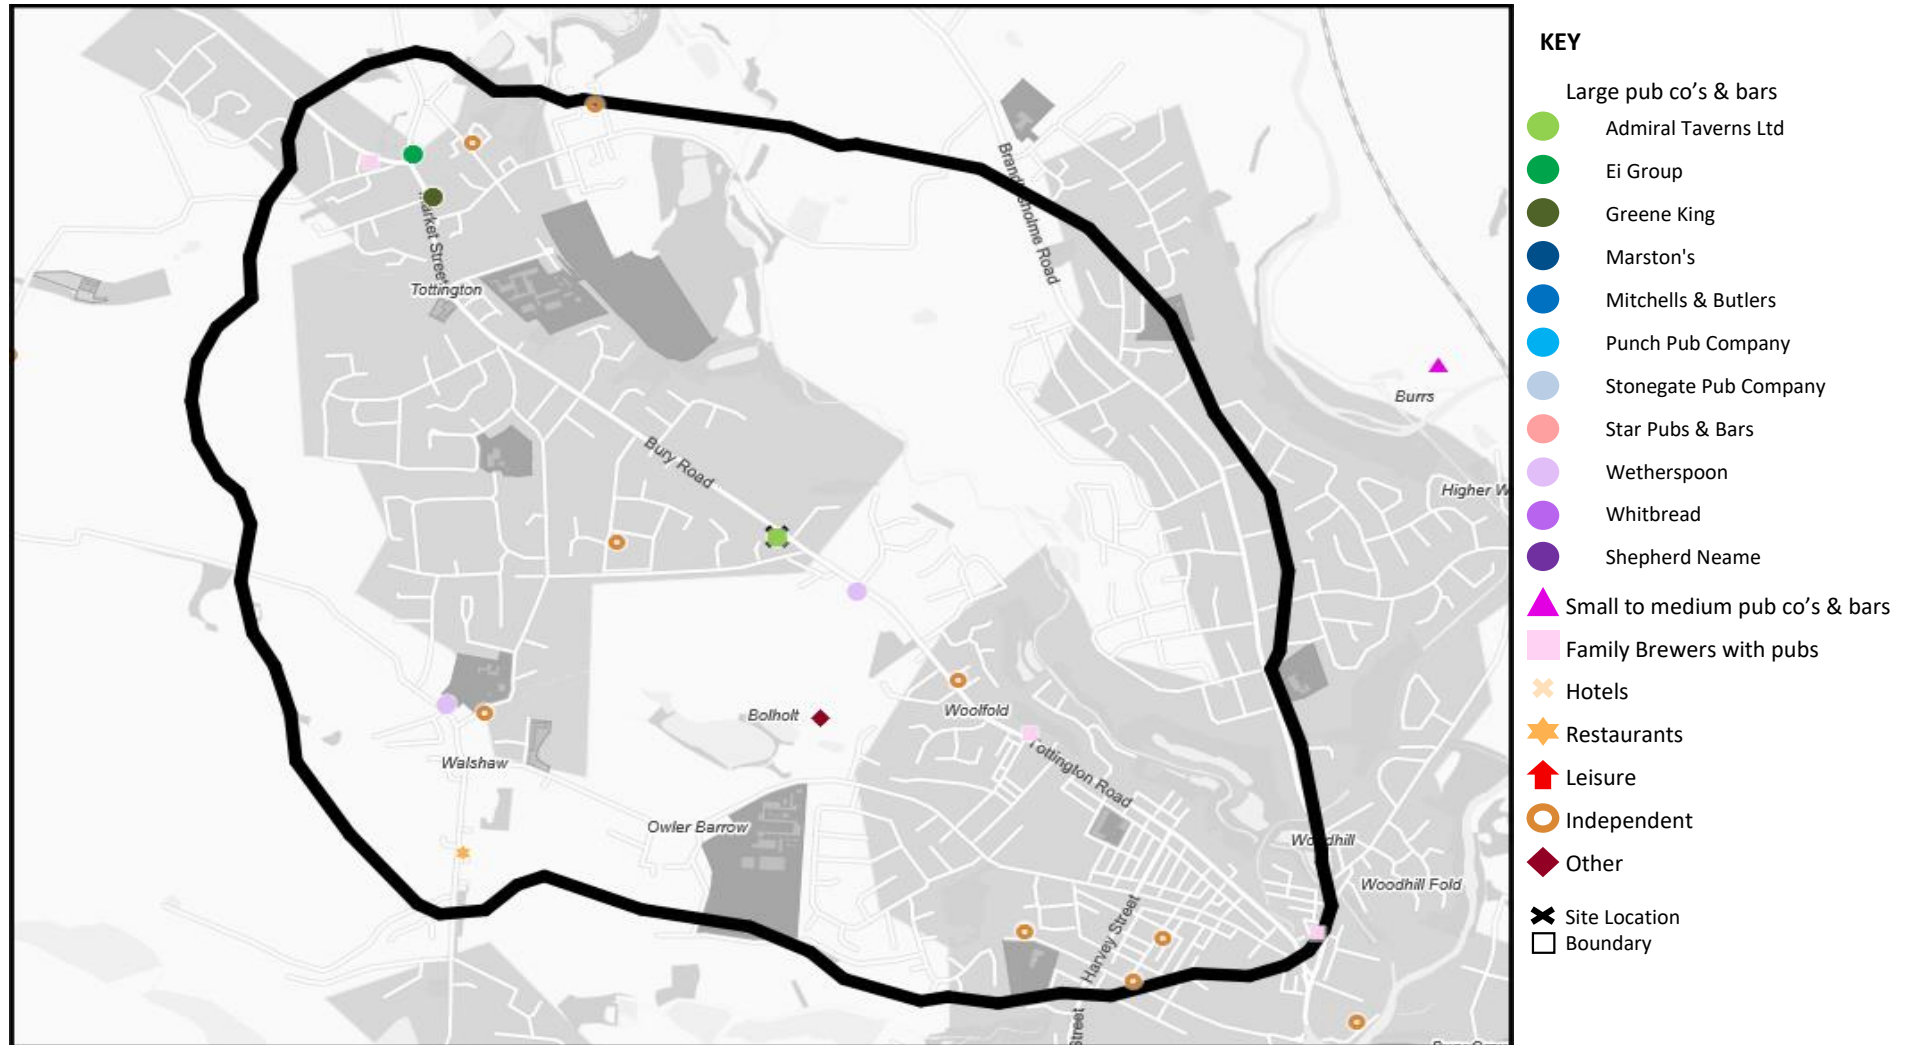 Brandlesholme Road
Market Street
Tottington
Burrs
Bury Road
Higher W
Bolholt
Woolfold
Tottington Road
Walshaw
Owler Barrow
Woodhill
Woodhill Fold
Harvey Street
Street
KEY
Large pub co’s & bars
Admiral Taverns Ltd
Ei Group
Greene King
Marston's
Mitchells & Butlers
Punch Pub Company
Stonegate Pub Company
Star Pubs & Bars
Wetherspoon
Whitbread
Shepherd Neame
Small to medium pub co’s & bars
Family Brewers with pubs
Hotels
Restaurants
Leisure
Independent
Other
Site Location
Boundary